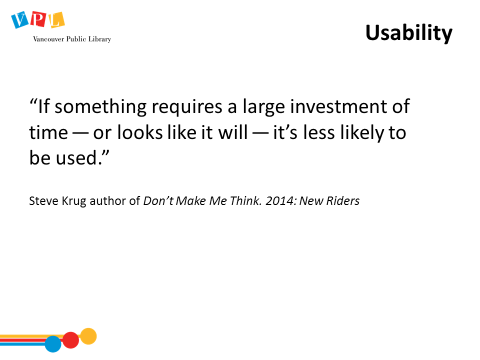 VPL
Vancouver Public Library
Usability
“If something requires a large investment of
time — or looks like it will — it’s less likely to
be used.”
Steve Krug author of Don’t Make Me Think. 2014: New Riders